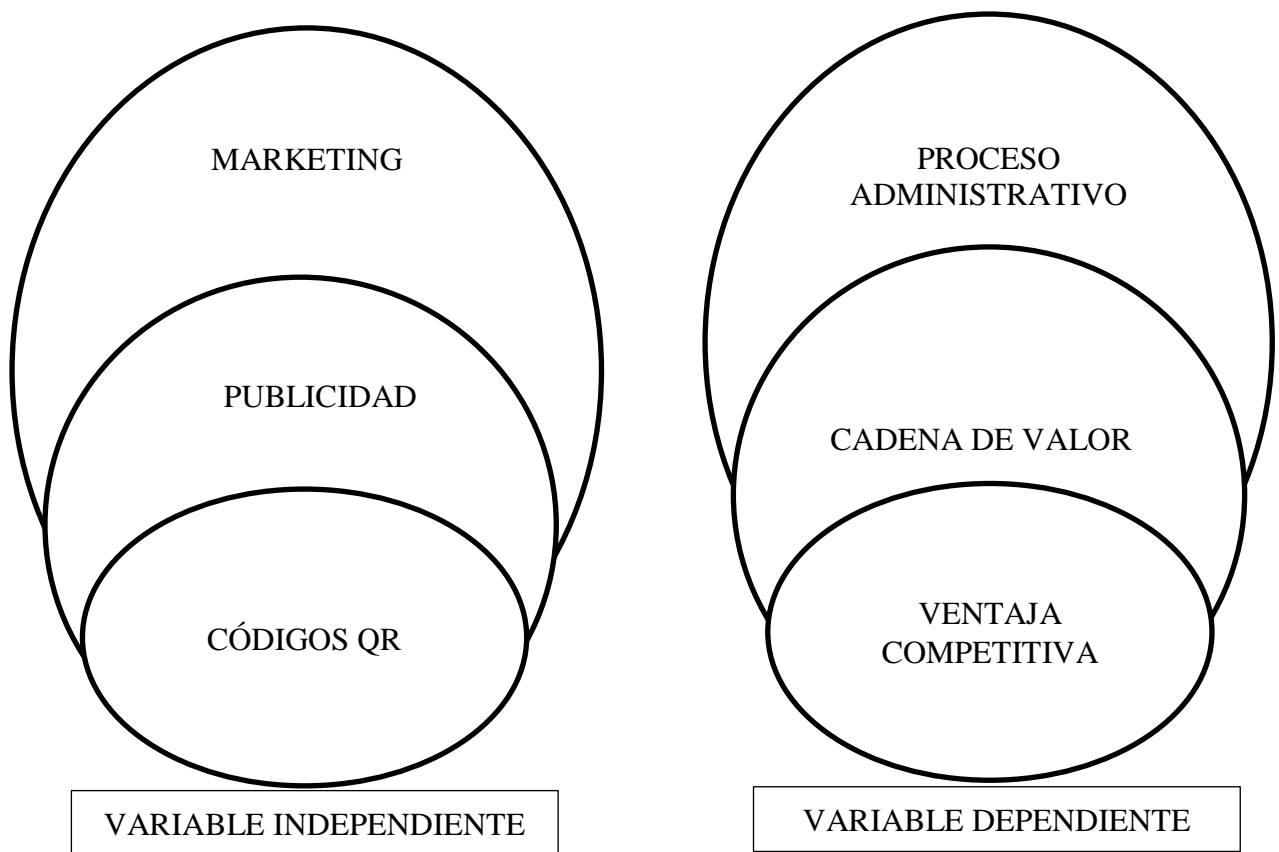 MARKETING
PUBLICIDAD
CÓDIGOS QR
VARIABLE INDEPENDIENTE
PROCESO
ADMINISTRATIVO
CADENA DE VALOR
VENTAJA
COMPETITIVA
VARIABLE DEPENDIENTE